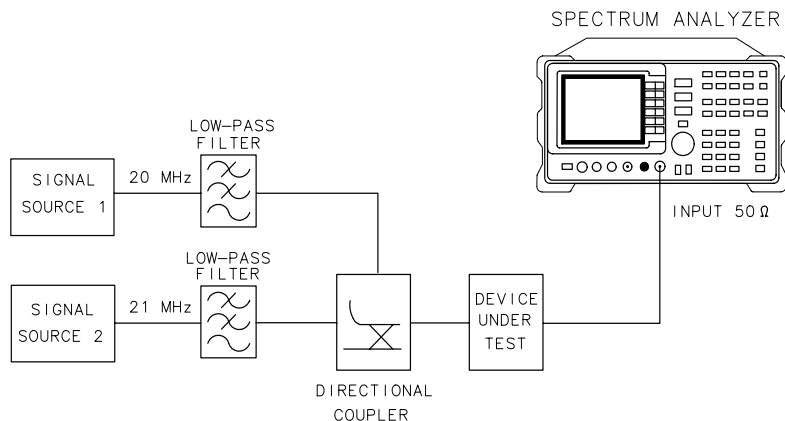 SPECTRUM ANALYZER
LOW-PASS
FILTER
SIGNAL
SOURCE 1
20 MHz
INPUT 50 Ω
LOW-PASS
FILTER
SIGNAL
SOURCE 2
21 MHz
DEVICE
UNDER
TEST
DIRECTIONAL
COUPLER